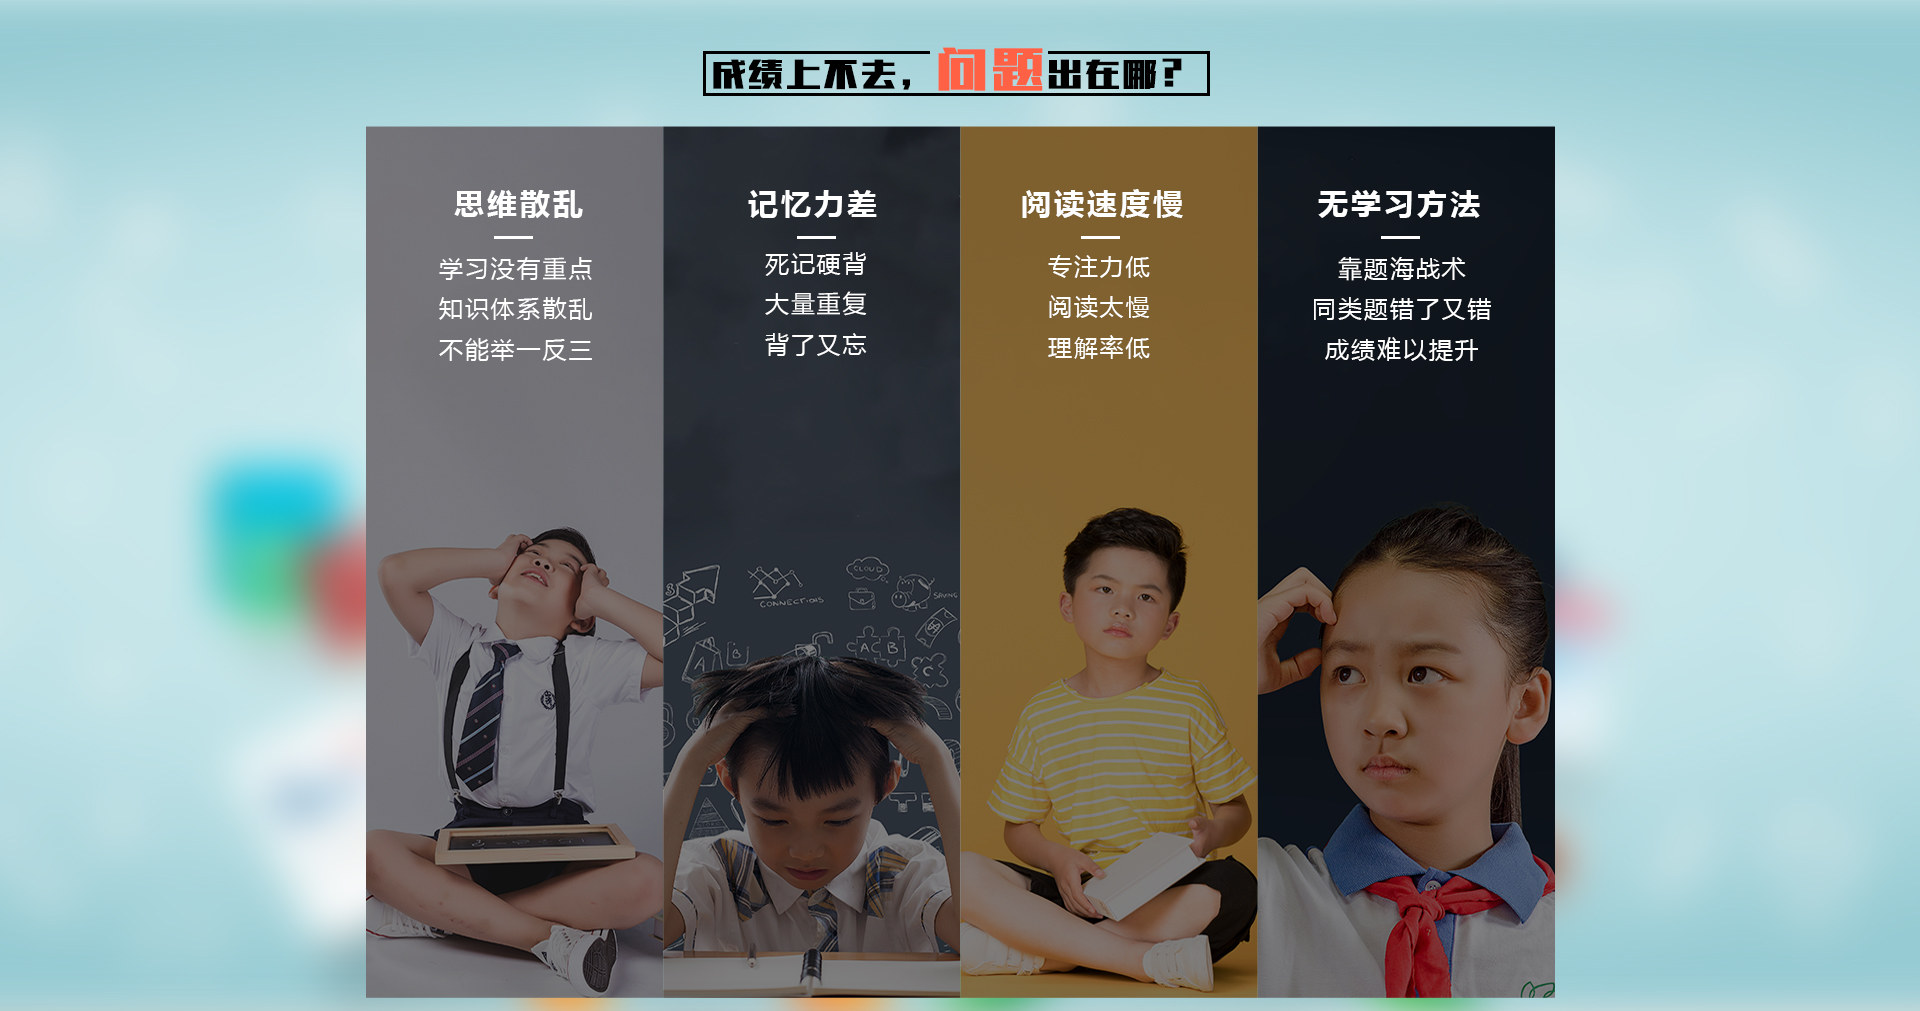 成绩上不去，问题出在哪？
思维散乱
学习没有重点
知识体系散乱
不能举一反三
记忆力差
死记硬背
大量重复
背了又忘
阅读速度慢
专注力低
阅读太慢
理解率低
无学习方法
靠题海战术
同类题错了又错
成绩难以提升
CLOUD
CONNECTIONS
SAVING
A B
A C B